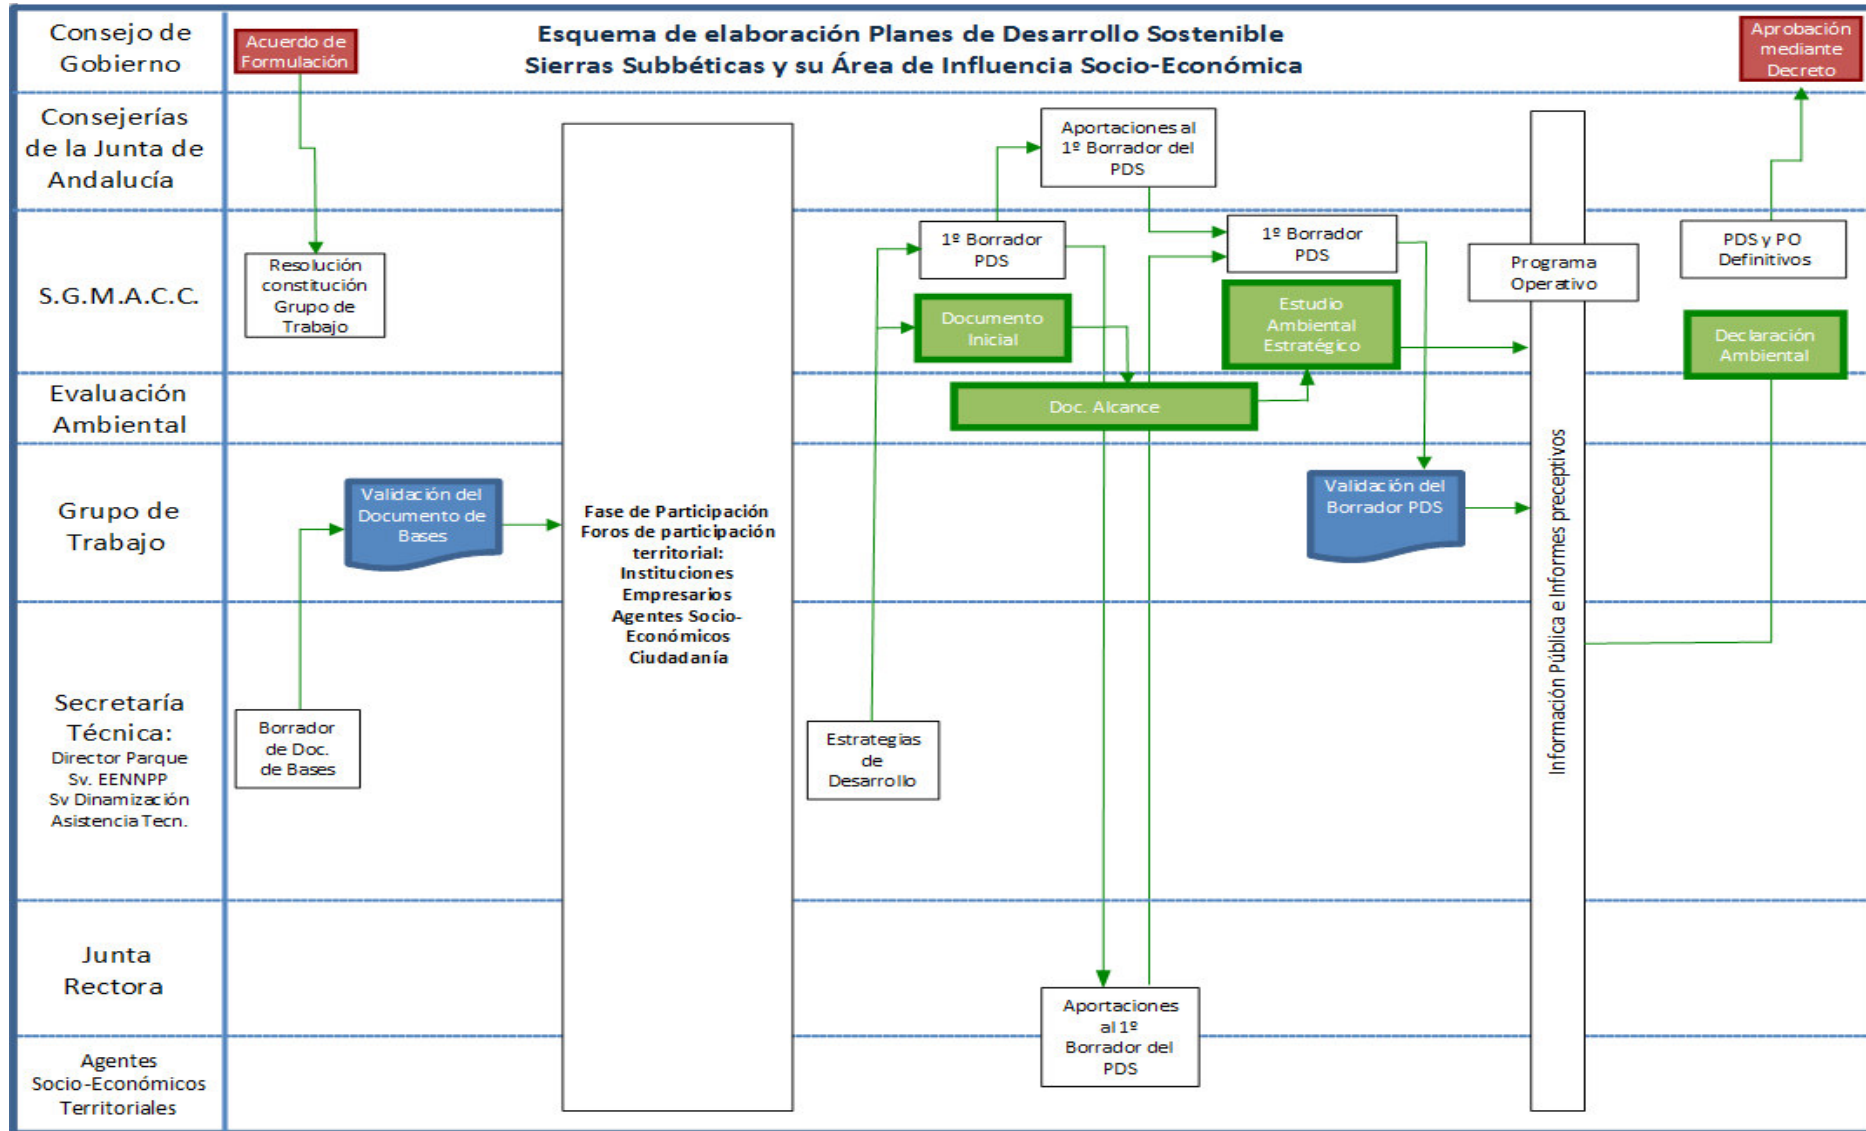 Esquema de elaboración Planes de Desarrollo Sostenible
Sierras Subbéticas y su Área de Influencia Socio-Económica
Consejo de
Gobierno
Acuerdo de
Formulación
Aprobación
mediante
Decreto
Consejerías
de la Junta de
Andalucía
Aportaciones al
1º Borrador del
PDS
S.G.M.A.C.C.
Resolución
constitución
Grupo de
Trabajo
1º Borrador
PDS
Documento
Inicial
1º Borrador
PDS
Estudio
Ambiental
Estratégico
Programa
Operativo
PDS y PO
Definitivos
Declaración
Ambiental
Evaluación
Ambiental
Doc. Alcance
Grupo de
Trabajo
Validación del
Documento de
Bases
Fase de Participación
Foros de participación
territorial:
Instituciones
Empresarios
Agentes Socio-
Económicos
Ciudadanía
Validación del
Borrador PDS
Información Pública e Informes preceptivos
Secretaría
Técnica:
Director Parque
Sv. EENNPP
Sv Dinamización
Asistencia Tecn.
Borrador
de Doc.
de Bases
Estrategias
de
Desarrollo
Junta
Rectora
Aportaciones
al 1º
Borrador del
PDS
Agentes
Socio-Económicos
Territoriales